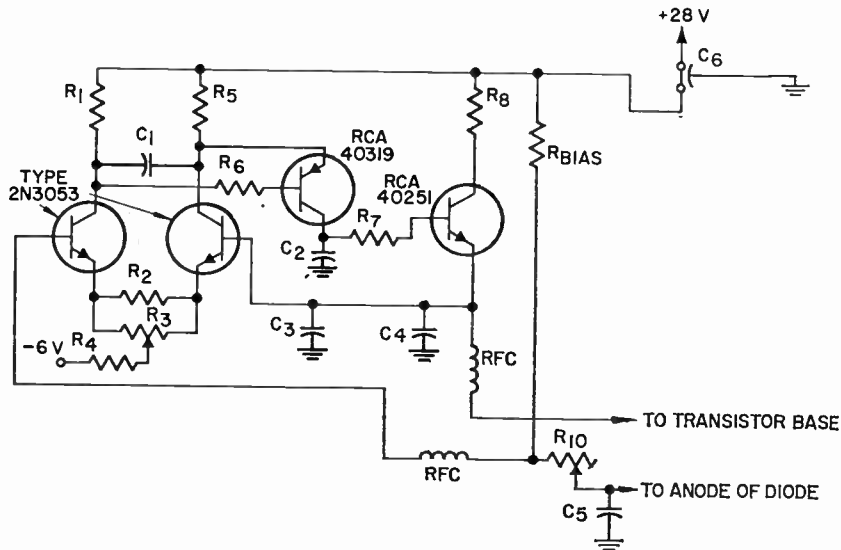 +28 V
C6
R1
R5
R8
C1
RCA
40319
RBIAS
TYPE
2N3053
R6
RCA
40251
R7
C2
R2
R3
C3
C4
-6 V
R4
RFC
TO TRANSISTOR BASE
R10
RFC
TO ANODE OF DIODE
C5